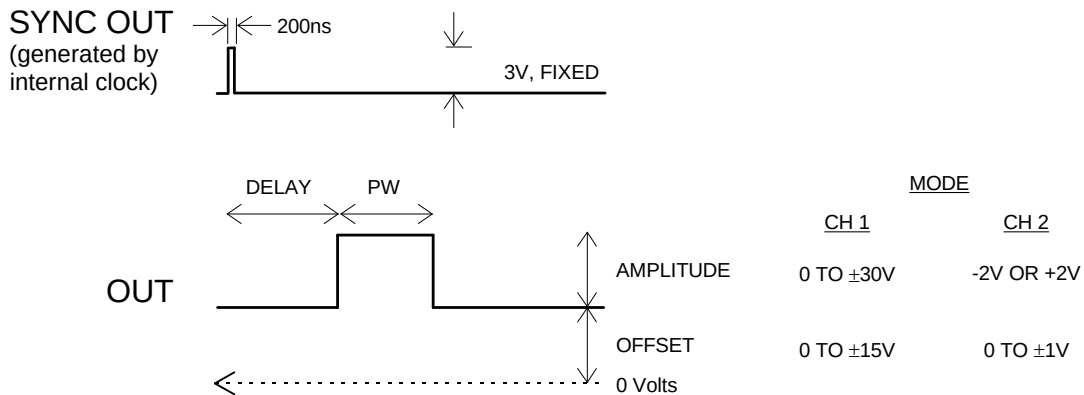 SYNC OUT
(generated by
internal clock)
200ns
3V, FIXED
DELAY
PW
OUT
AMPLITUDE
OFFSET
0 Volts
MODE
CH 1 CH 2
0 TO ±30V -2V OR +2V
0 TO ±15V 0 TO ±1V